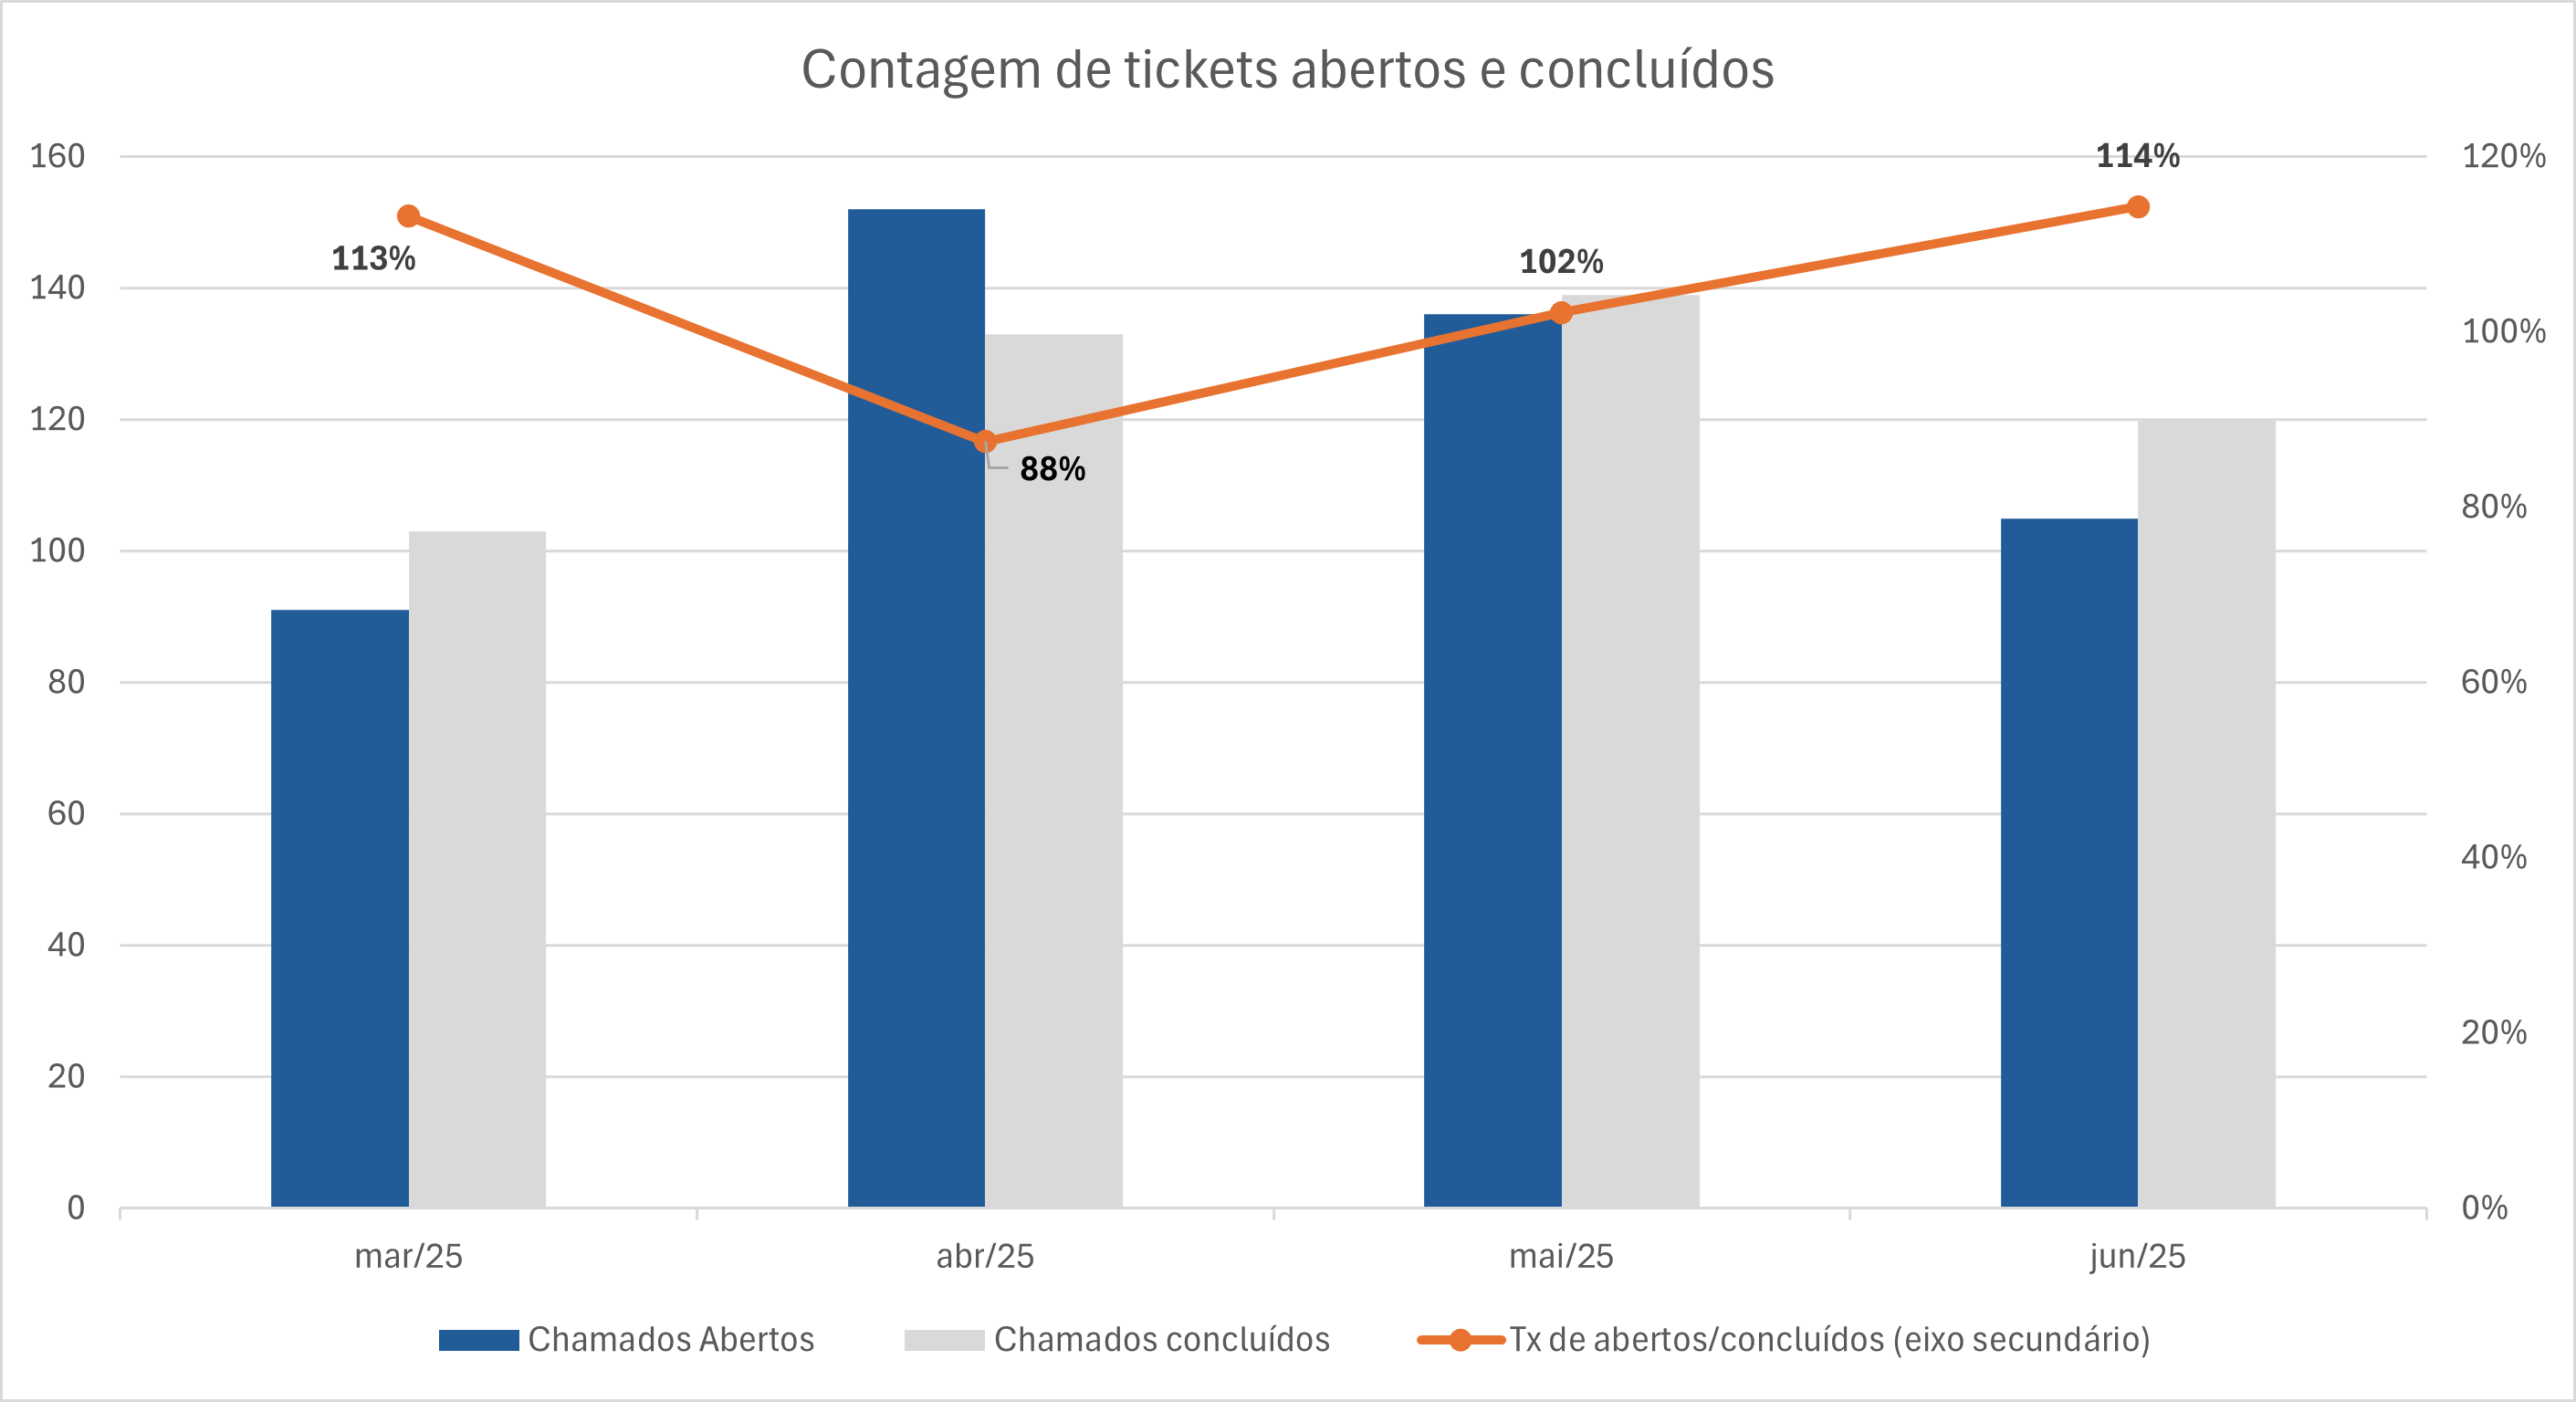 Contagem de tickets abertos e concluídos
160
140
120
100
80
60
40
20
0
120%
100%
80%
60%
40%
20%
0%
113%
88%
102%
114%
mar/25
abr/25
mai/25
jun/25
Chamados Abertos
Chamados concluídos
Tx de abertos/concluídos (eixo secundário)